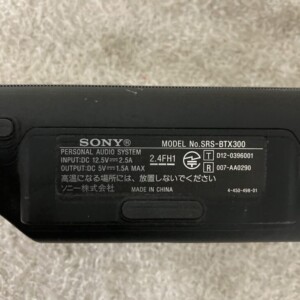 SONY® MODEL No.SRS-BTX300
PERSONAL AUDIO SYSTEM
INPUT:DC 12.5V⎓2.5A
OUTPUT:DC 5V⎓1.5A MAX
2.4FH1
T D12-0396001
R 007-AA0290
高温になる場所には、放置しないでください
ソニー株式会社 MADE IN CHINA
4-450-498-01